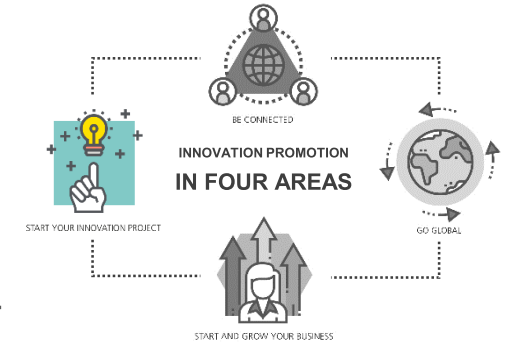 BE CONNECTED
INNOVATION PROMOTION
IN FOUR AREAS
START YOUR INNOVATION PROJECT
GO GLOBAL
START AND GROW YOUR BUSINESS